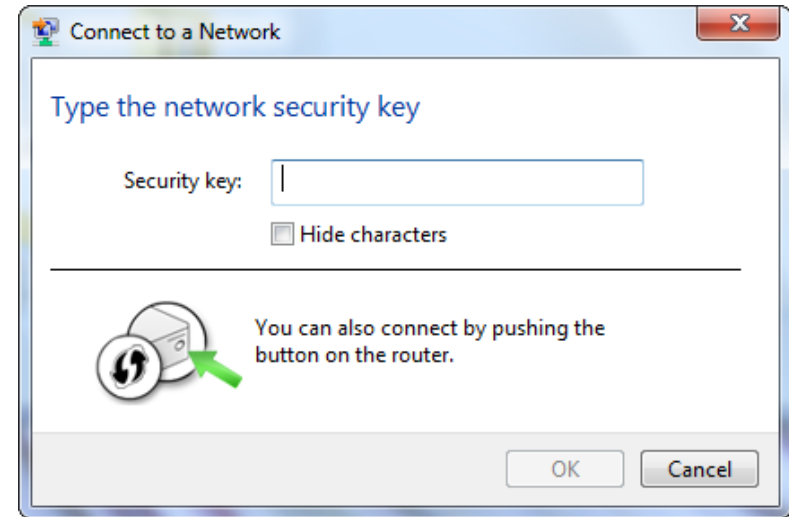 Connect to a Network
Type the network security key
Security key:
Hide characters
You can also connect by pushing the
button on the router.
OK
Cancel